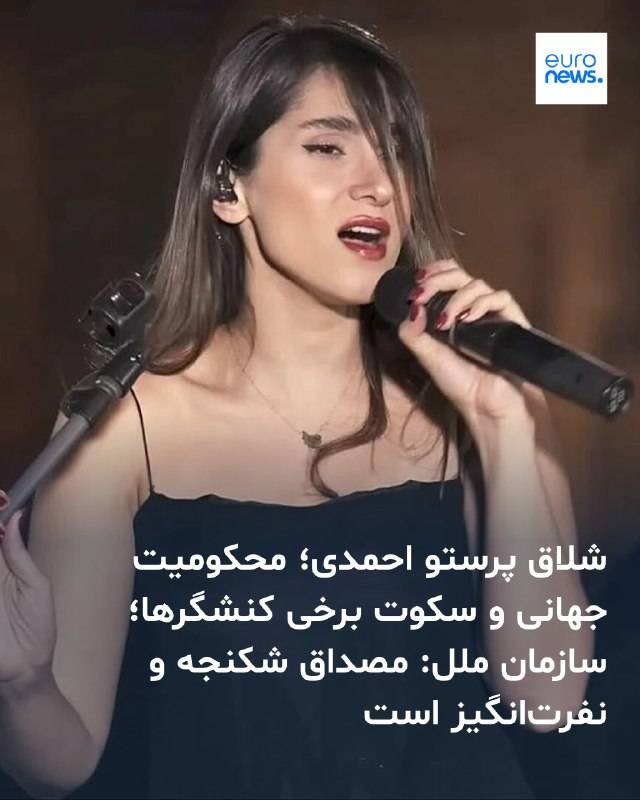 euro
news.
شلاق پرستو احمدی؛ محکومیت
جهانی و سکوت برخی کنشگرها؛
سازمان ملل: مصداق شکنجه و
نفرت‌انگیز است